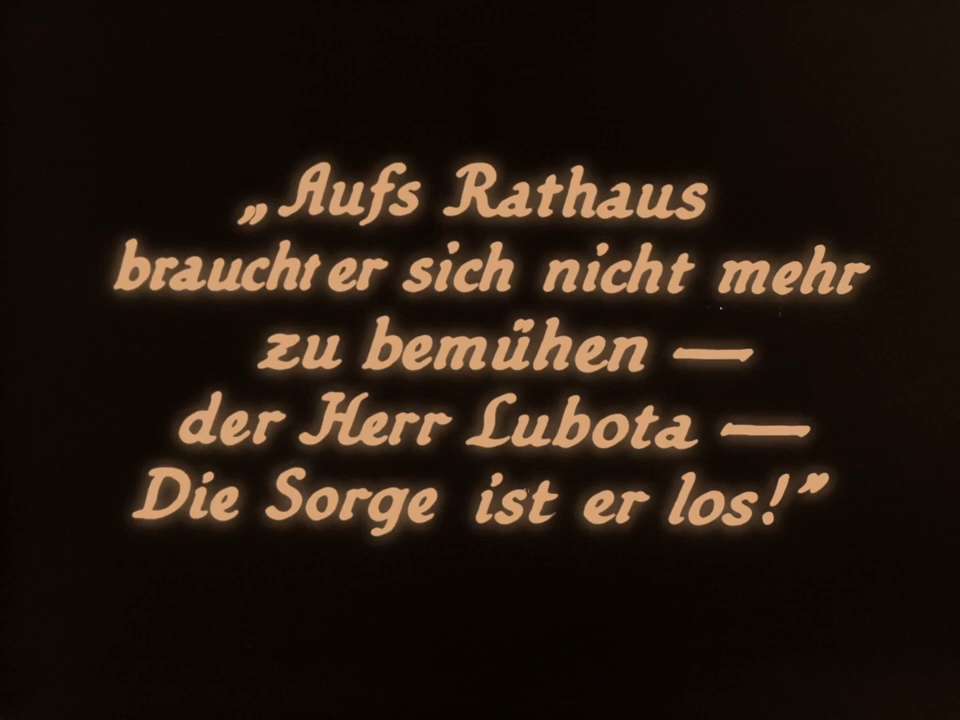 „Aufs Rathaus
braucht er sich nicht mehr
zu bemühen —
der Herr Lubota —
Die Sorge ist er los!”